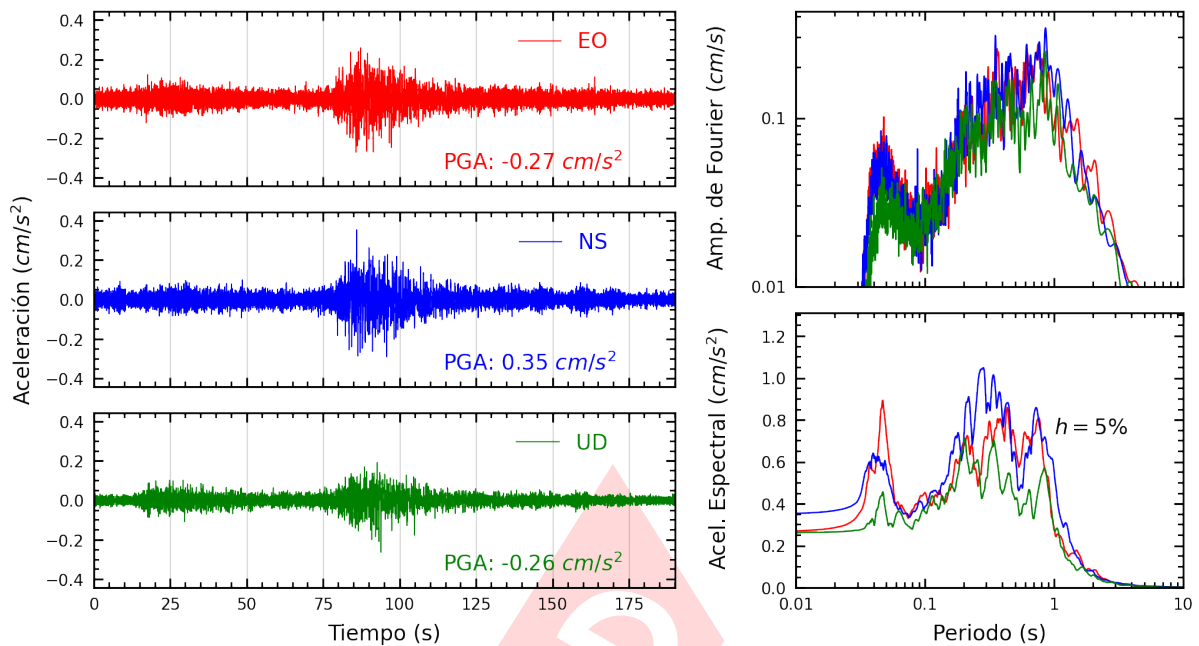 Aceleración (cm/s²)
0.4
0.2
0.0
−0.2
−0.4
EO
PGA: -0.27 cm/s²
0.4
0.2
0.0
−0.2
−0.4
NS
PGA: 0.35 cm/s²
0.4
0.2
0.0
−0.2
−0.4
UD
PGA: -0.26 cm/s²
0 25 50 75 100 125 150 175
Tiempo (s)
Amp. de Fourier (cm/s)
0.1
0.01
Acel. Espectral (cm/s²)
1.2
1.0
0.8
0.6
0.4
0.2
0.0
h = 5%
0.01 0.1 1 10
Periodo (s)